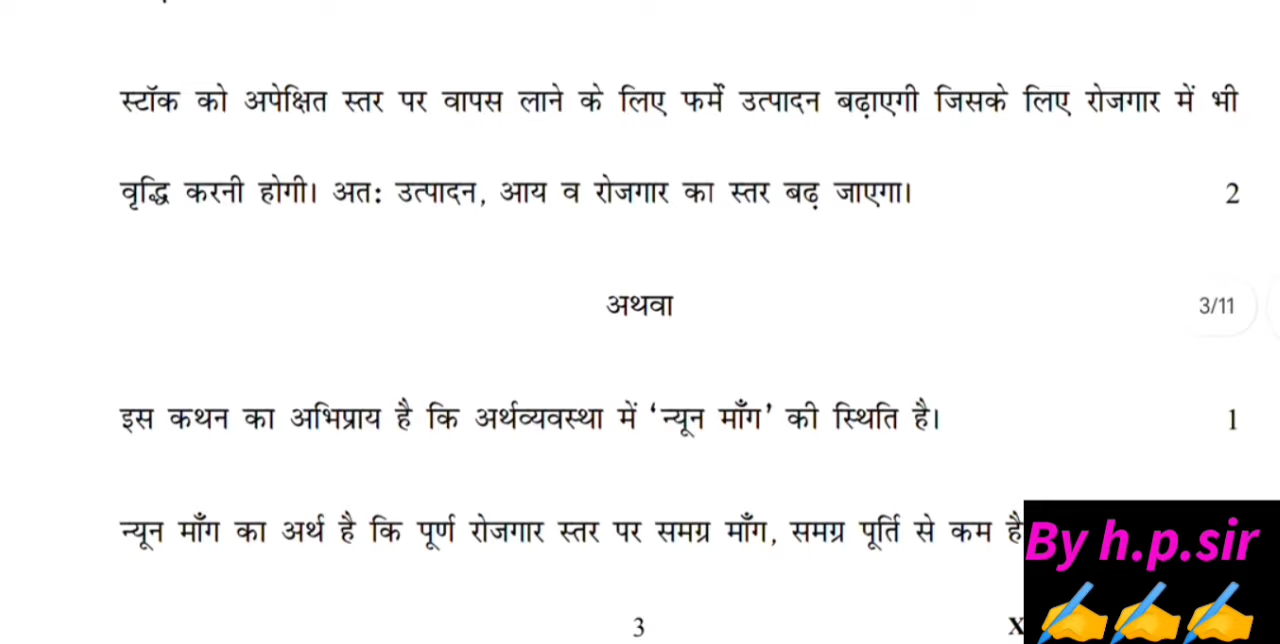 स्टॉक को अपेक्षित स्तर पर वापस लाने के लिए फर्में उत्पादन बढ़ाएगी जिसके लिए रोजगार में भी
वृद्धि करनी होगी। अत: उत्पादन, आय व रोजगार का स्तर बढ़ जाएगा। 2
अथवा
3/11
इस कथन का अभिप्राय है कि अर्थव्यवस्था में ‘न्यून माँग’ की स्थिति है। 1
न्यून माँग का अर्थ है कि पूर्ण रोजगार स्तर पर समग्र माँग, समग्र पूर्ति से कम है
By h.p.sir
3 X